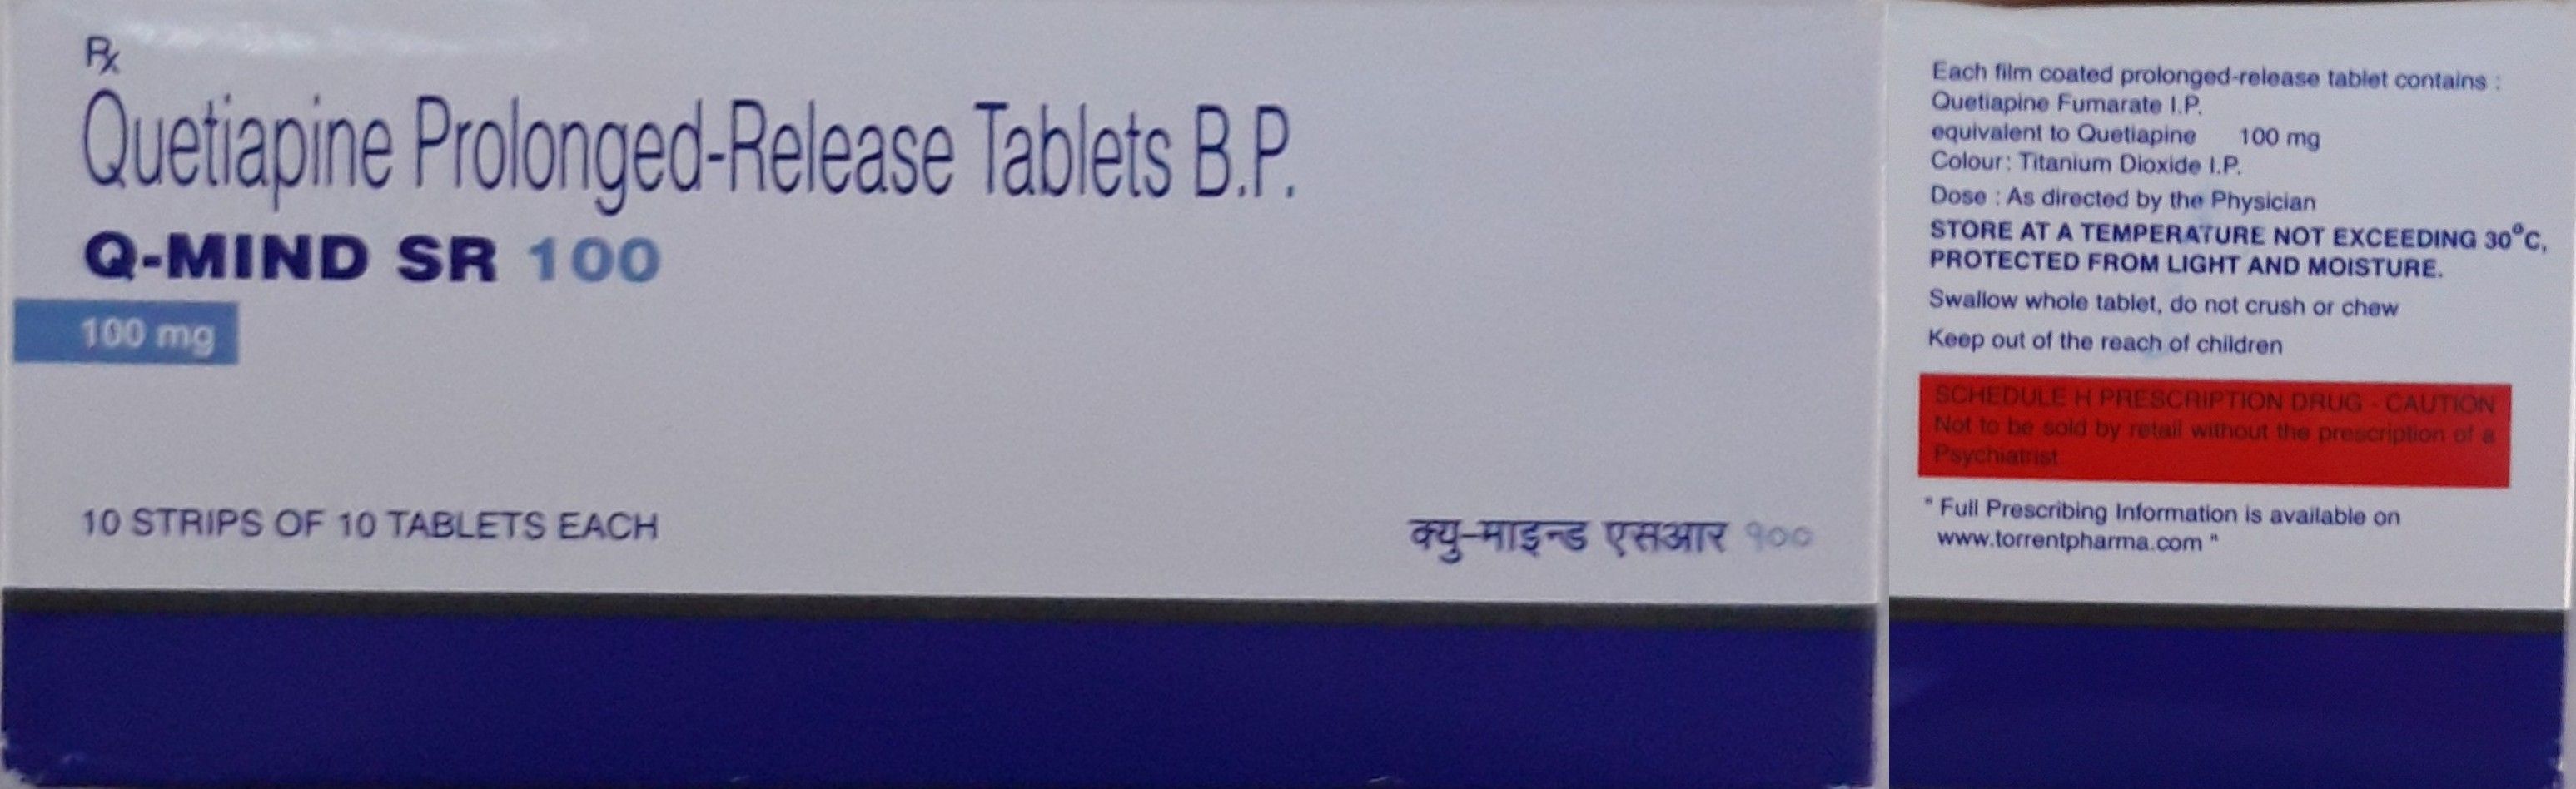 Rx
Quetiapine Prolonged-Release Tablets B.P.
Q-MIND SR 100
100 mg
10 STRIPS OF 10 TABLETS EACH
क्यु-माइन्ड एसआर १००
Each film coated prolonged-release tablet contains :
Quetiapine Fumarate I.P.
equivalent to Quetiapine 100 mg
Colour: Titanium Dioxide I.P.
Dose : As directed by the Physician
STORE AT A TEMPERATURE NOT EXCEEDING 30°C,
PROTECTED FROM LIGHT AND MOISTURE.
Swallow whole tablet, do not crush or chew
Keep out of the reach of children
SCHEDULE H PRESCRIPTION DRUG - CAUTION
Not to be sold by retail without the prescription of a
Psychiatrist
" Full Prescribing Information is available on
www.torrentpharma.com "